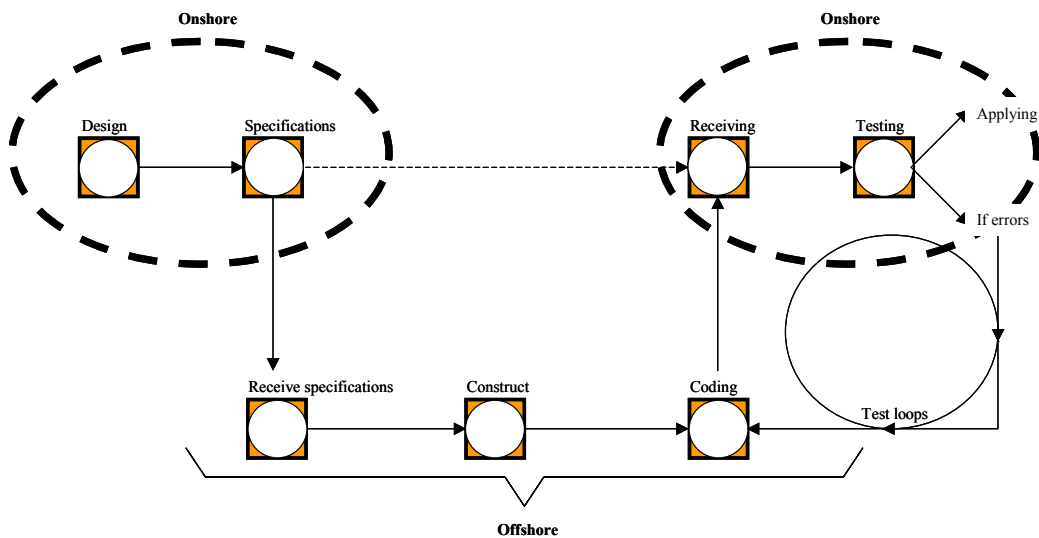 Onshore
Onshore
Design
Specifications
Receiving
Testing
Applying
If errors
Receive specifications
Construct
Coding
Test loops
Offshore